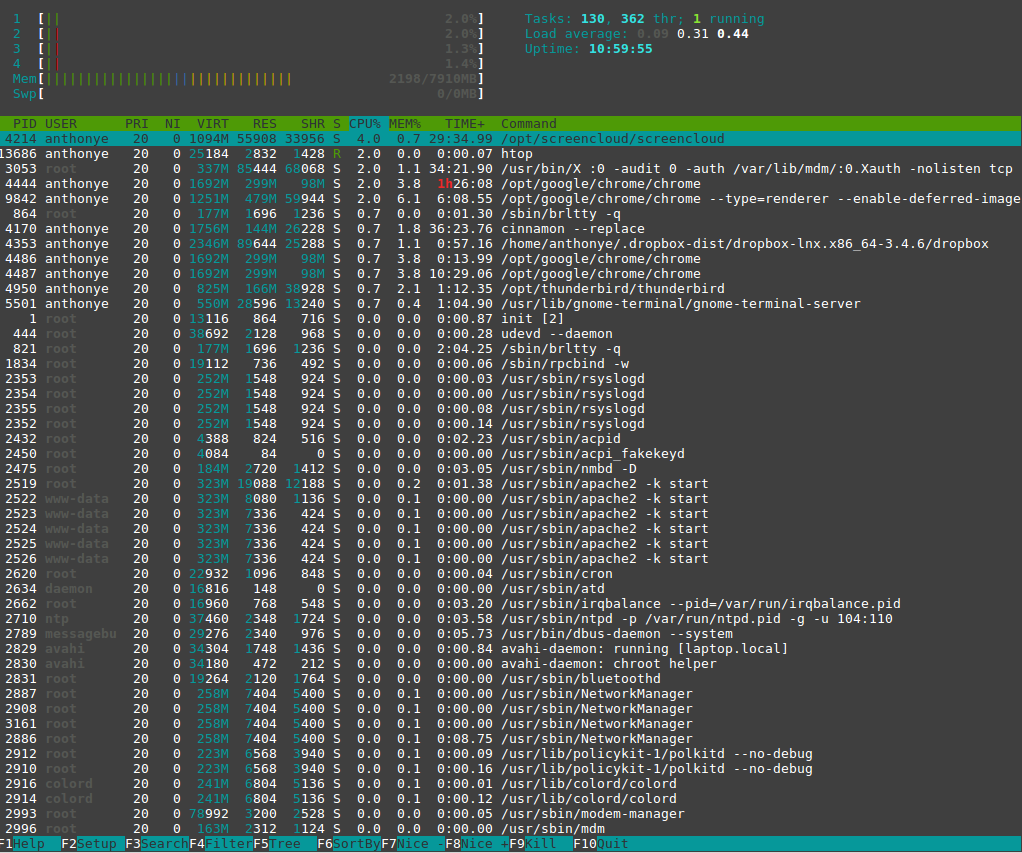 1 [|| 2.0%] Tasks: 130, 362 thr; 1 running
2 [|| 2.0%] Load average: 0.09 0.31 0.44
3 [|| 1.3%] Uptime: 10:59:55
4 [|| 1.4%]
Mem[||||||||||||||||||||||||||||||| 2198/7910MB]
Swp[ 0/0MB]
PID USER PRI NI VIRT RES SHR S CPU% MEM% TIME+ Command
4214 anthonye 20 0 1094M 55908 33956 S 4.0 0.7 29:34.99 /opt/screencloud/screencloud
13686 anthonye 20 0 25184 2832 1428 R 2.0 0.0 0:00.07 htop
3053 root 20 0 337M 85444 68068 S 2.0 1.1 34:21.90 /usr/bin/X :0 -audit 0 -auth /var/lib/mdm/:0.Xauth -nolisten tcp
4444 anthonye 20 0 1692M 299M 98M S 2.0 3.8 1h26:08 /opt/google/chrome/chrome
9842 anthonye 20 0 1251M 479M 59944 S 2.0 6.1 6:08.55 /opt/google/chrome/chrome --type=renderer --enable-deferred-image
864 root 20 0 177M 1696 1236 S 0.7 0.0 0:01.30 /sbin/brltty -q
4170 anthonye 20 0 1756M 144M 26228 S 0.7 1.8 36:23.76 cinnamon --replace
4353 anthonye 20 0 2346M 89644 25288 S 0.7 1.1 0:57.16 /home/anthonye/.dropbox-dist/dropbox-lnx.x86_64-3.4.6/dropbox
4486 anthonye 20 0 1692M 299M 98M S 0.7 3.8 0:13.99 /opt/google/chrome/chrome
4487 anthonye 20 0 1692M 299M 98M S 0.7 3.8 10:29.06 /opt/google/chrome/chrome
4950 anthonye 20 0 825M 166M 38928 S 0.7 2.1 1:12.35 /opt/thunderbird/thunderbird
5501 anthonye 20 0 550M 28596 13240 S 0.7 0.4 1:04.90 /usr/lib/gnome-terminal/gnome-terminal-server
1 root 20 0 13116 864 716 S 0.0 0.0 0:00.87 init [2]
444 root 20 0 38692 2128 968 S 0.0 0.0 0:00.28 udevd --daemon
821 root 20 0 177M 1696 1236 S 0.0 0.0 2:04.25 /sbin/brltty -q
1834 root 20 0 19112 736 492 S 0.0 0.0 0:00.06 /sbin/rpcbind -w
2353 root 20 0 252M 1548 924 S 0.0 0.0 0:00.03 /usr/sbin/rsyslogd
2354 root 20 0 252M 1548 924 S 0.0 0.0 0:00.00 /usr/sbin/rsyslogd
2355 root 20 0 252M 1548 924 S 0.0 0.0 0:00.08 /usr/sbin/rsyslogd
2352 root 20 0 252M 1548 924 S 0.0 0.0 0:00.14 /usr/sbin/rsyslogd
2432 root 20 0 4388 824 516 S 0.0 0.0 0:02.23 /usr/sbin/acpid
2450 root 20 0 4084 84 0 S 0.0 0.0 0:00.00 /usr/sbin/acpi_fakekeyd
2475 root 20 0 184M 2720 1412 S 0.0 0.0 0:03.05 /usr/sbin/nmbd -D
2519 root 20 0 323M 19088 12188 S 0.0 0.2 0:01.38 /usr/sbin/apache2 -k start
2522 www-data 20 0 323M 8080 1136 S 0.0 0.1 0:00.00 /usr/sbin/apache2 -k start
2523 www-data 20 0 323M 7336 424 S 0.0 0.1 0:00.00 /usr/sbin/apache2 -k start
2524 www-data 20 0 323M 7336 424 S 0.0 0.1 0:00.00 /usr/sbin/apache2 -k start
2525 www-data 20 0 323M 7336 424 S 0.0 0.1 0:00.00 /usr/sbin/apache2 -k start
2526 www-data 20 0 323M 7336 424 S 0.0 0.1 0:00.00 /usr/sbin/apache2 -k start
2620 root 20 0 22932 1096 848 S 0.0 0.0 0:00.04 /usr/sbin/cron
2634 daemon 20 0 16816 148 0 S 0.0 0.0 0:00.00 /usr/sbin/atd
2662 root 20 0 16960 768 548 S 0.0 0.0 0:03.20 /usr/sbin/irqbalance --pid=/var/run/irqbalance.pid
2710 ntp 20 0 37460 2348 1724 S 0.0 0.0 0:03.58 /usr/sbin/ntpd -p /var/run/ntpd.pid -g -u 104:110
2789 messagebu 20 0 29276 2340 976 S 0.0 0.0 0:05.73 /usr/bin/dbus-daemon --system
2829 avahi 20 0 34304 1748 1436 S 0.0 0.0 0:00.84 avahi-daemon: running [laptop.local]
2830 avahi 20 0 34180 472 212 S 0.0 0.0 0:00.00 avahi-daemon: chroot helper
2831 root 20 0 19264 2120 1764 S 0.0 0.0 0:00.00 /usr/sbin/bluetoothd
2887 root 20 0 258M 7404 5400 S 0.0 0.1 0:00.00 /usr/sbin/NetworkManager
2908 root 20 0 258M 7404 5400 S 0.0 0.1 0:00.00 /usr/sbin/NetworkManager
3161 root 20 0 258M 7404 5400 S 0.0 0.1 0:00.00 /usr/sbin/NetworkManager
2886 root 20 0 258M 7404 5400 S 0.0 0.1 0:08.75 /usr/sbin/NetworkManager
2912 root 20 0 223M 6568 3940 S 0.0 0.1 0:00.09 /usr/lib/policykit-1/polkitd --no-debug
2910 root 20 0 223M 6568 3940 S 0.0 0.1 0:00.16 /usr/lib/policykit-1/polkitd --no-debug
2916 colord 20 0 241M 6804 5136 S 0.0 0.1 0:00.01 /usr/lib/colord/colord
2914 colord 20 0 241M 6804 5136 S 0.0 0.1 0:00.12 /usr/lib/colord/colord
2993 root 20 0 78992 3200 2528 S 0.0 0.0 0:00.05 /usr/sbin/modem-manager
2996 root 20 0 163M 2312 1124 S 0.0 0.0 0:00.00 /usr/sbin/mdm
F1Help F2Setup F3SearchF4FilterF5Tree F6SortByF7Nice -F8Nice +F9Kill F10Quit